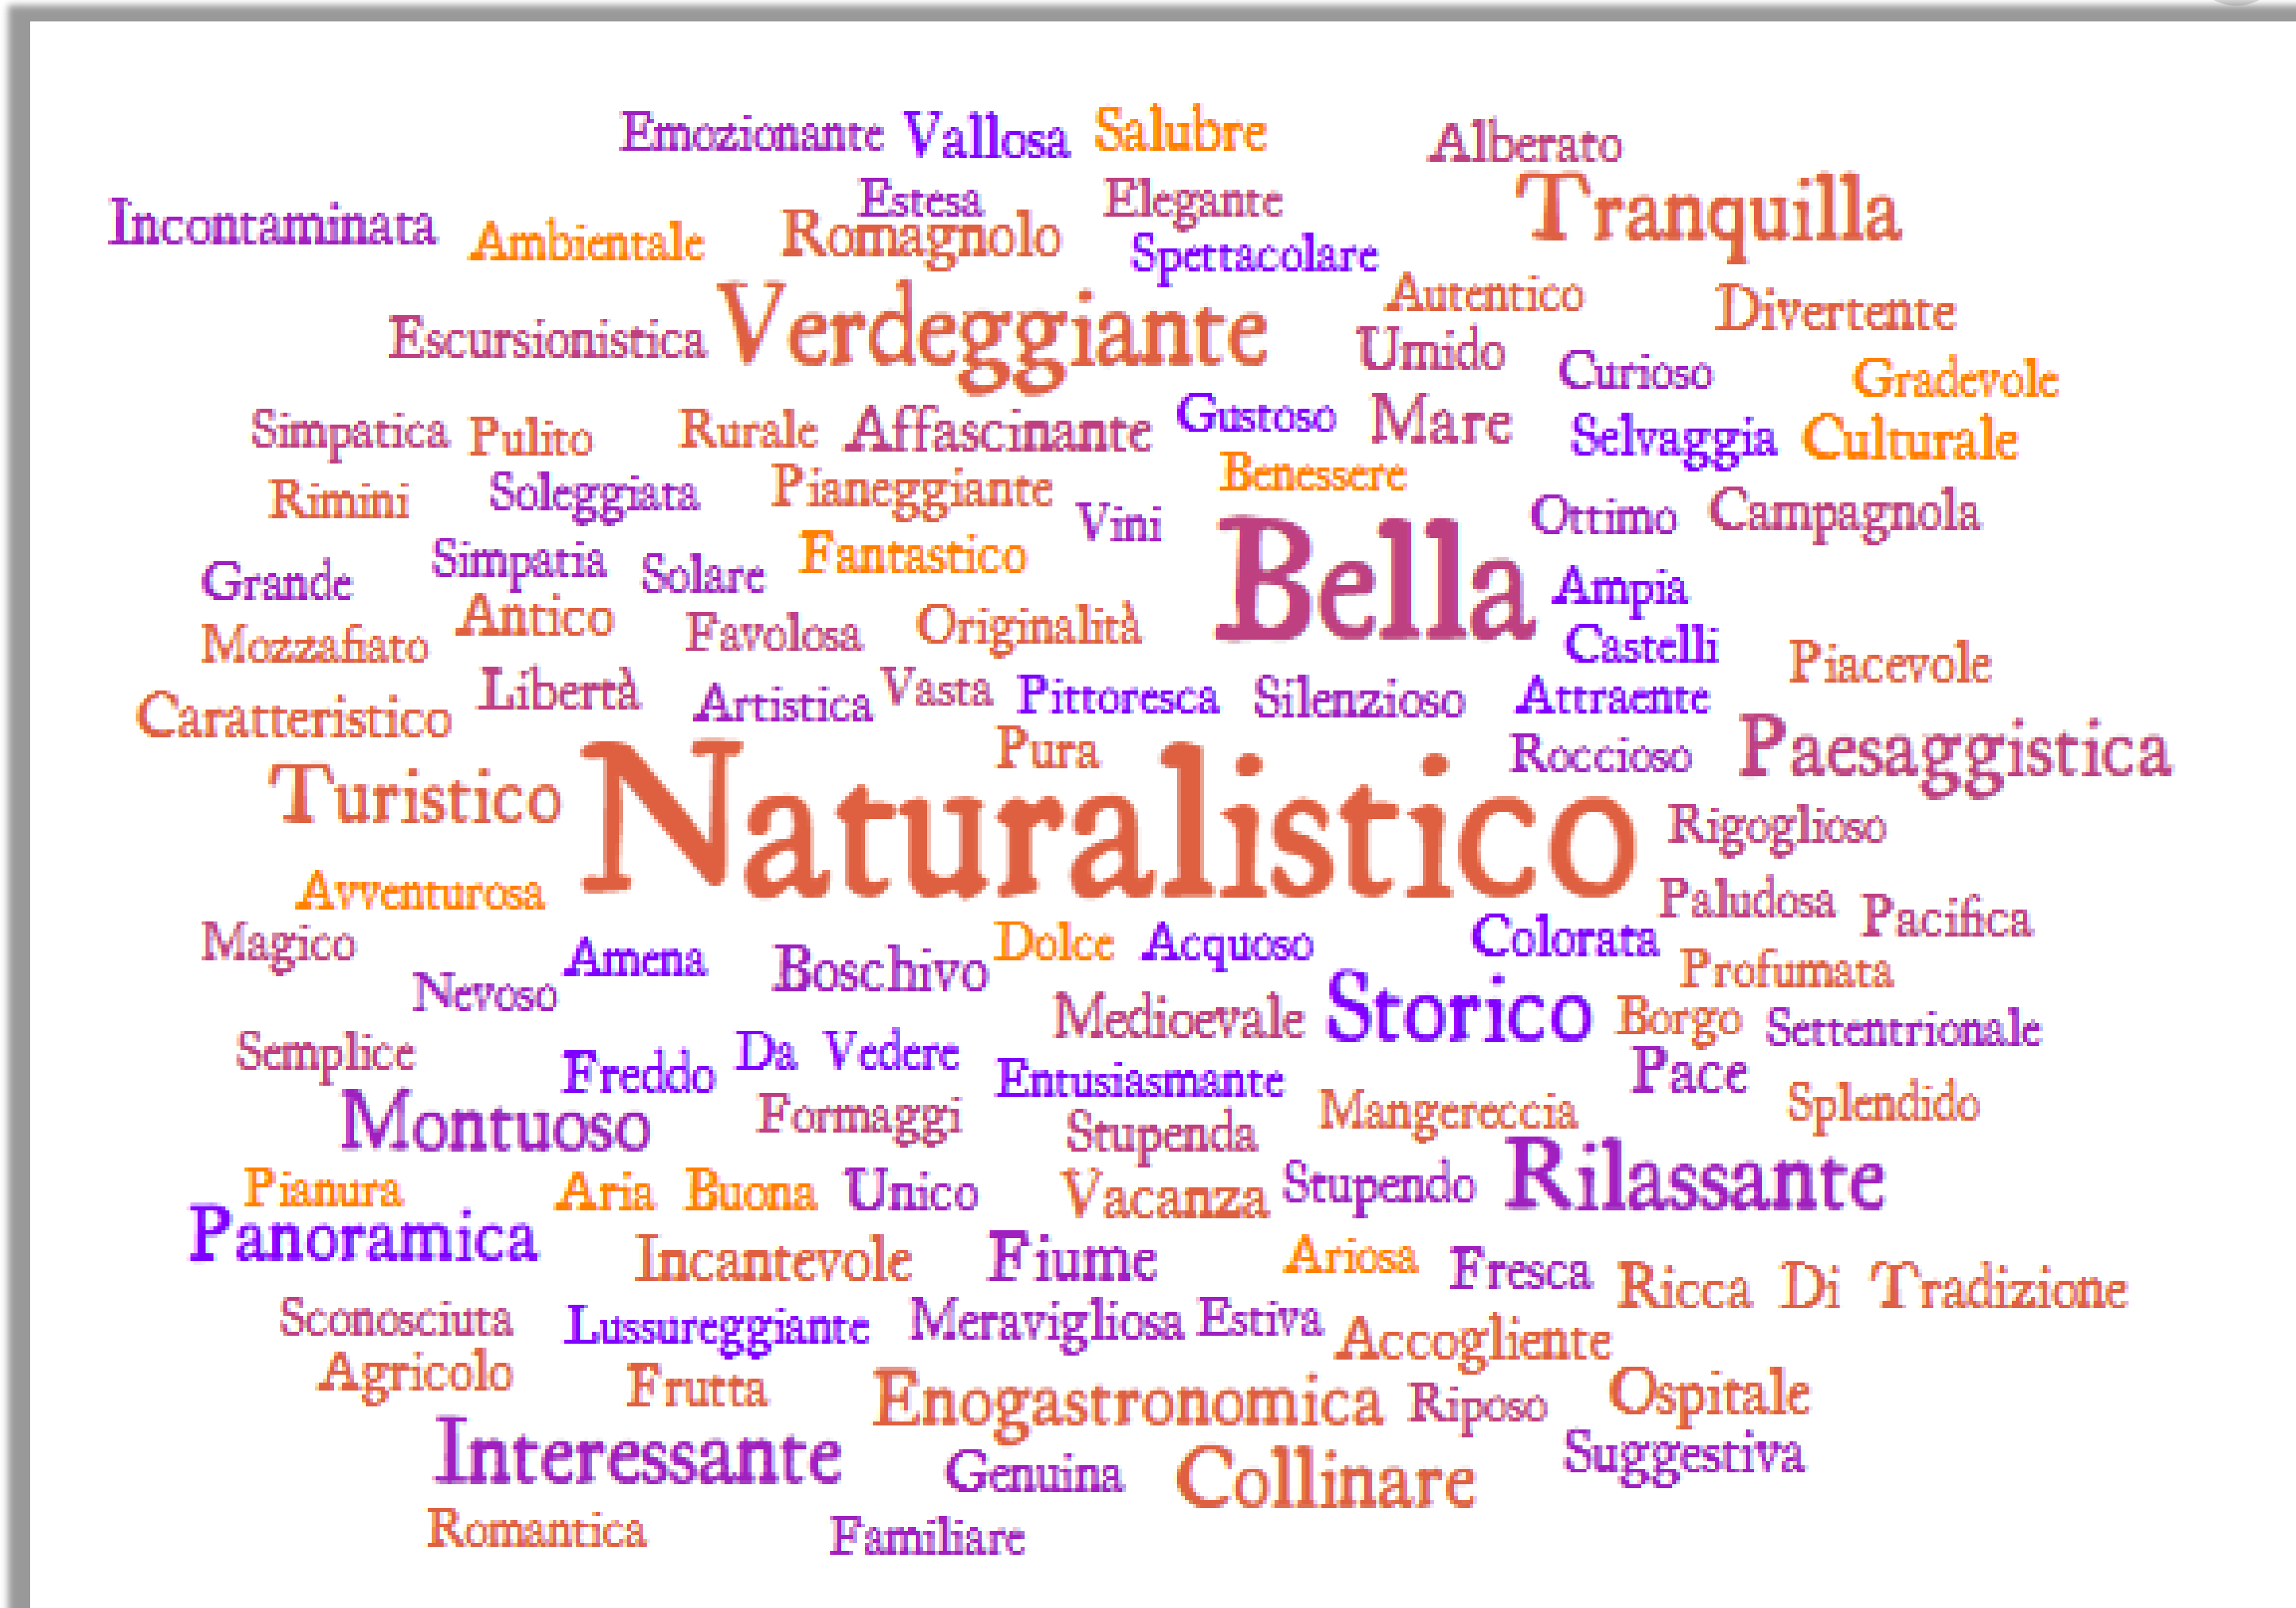 Emozionante Vallosa Salubre Alberato
Incontaminata Ambientale Romagnolo Estesa Elegante Spettacolare Tranquilla
Escursionistica Verdeggiante Autentico Umido Divertente
Curioso Gradevole
Simpatica Pulito Rurale Affascinante Gustoso Mare Selvaggia Culturale
Rimini Soleggiata Pianeggiante Vini Benessere Ottimo Campagnola
Grande Simpatia Solare Fantastico Bella Ampia
Mozzafiato Antico Favolosa Originalità Castelli Piacevole
Caratteristico Libertà Artistica Vasta Pittoresca Silenzioso Attraente
Pura Roccioso Paesaggistica
Turistico Naturalistico Rigoglioso
Avventurosa Paludosa Pacifica
Magico Amena Boschivo Dolce Acquoso Colorata Profumata
Nevoso Medioevale Storico Borgo Settentrionale
Semplice Freddo Da Vedere Entusiasmante Pace
Montuoso Formaggi Stupenda Mangereccia Splendido
Pianura Aria Buona Unico Vacanza Stupendo Rilassante
Panoramica Incantevole Fiume Ariosa Fresca Ricca Di Tradizione
Sconosciuta Lussureggiante Meravigliosa Estiva Accogliente
Agricolo Frutta Enogastronomica Riposo Ospitale
Interessante Genuina Collinare Suggestiva
Romantica Familiare